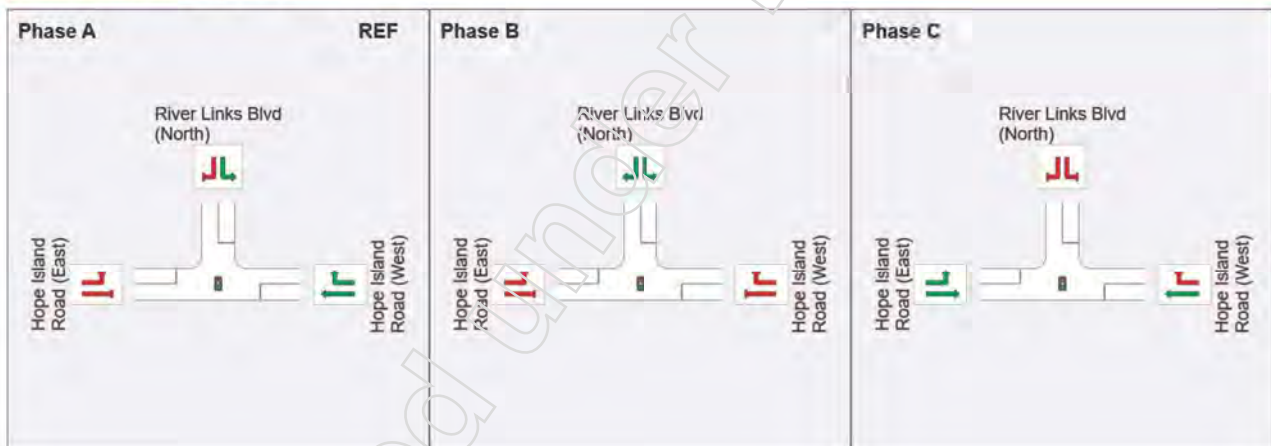 Phase A
REF
River Links Blvd
(North)
Hope Island
Road (East)
Hope Island
Road (West)
Phase B
River Links Blvd
(North)
Hope Island
Road (East)
Hope Island
Road (West)
Phase C
River Links Blvd
(North)
Hope Island
Road (East)
Hope Island
Road (West)
under